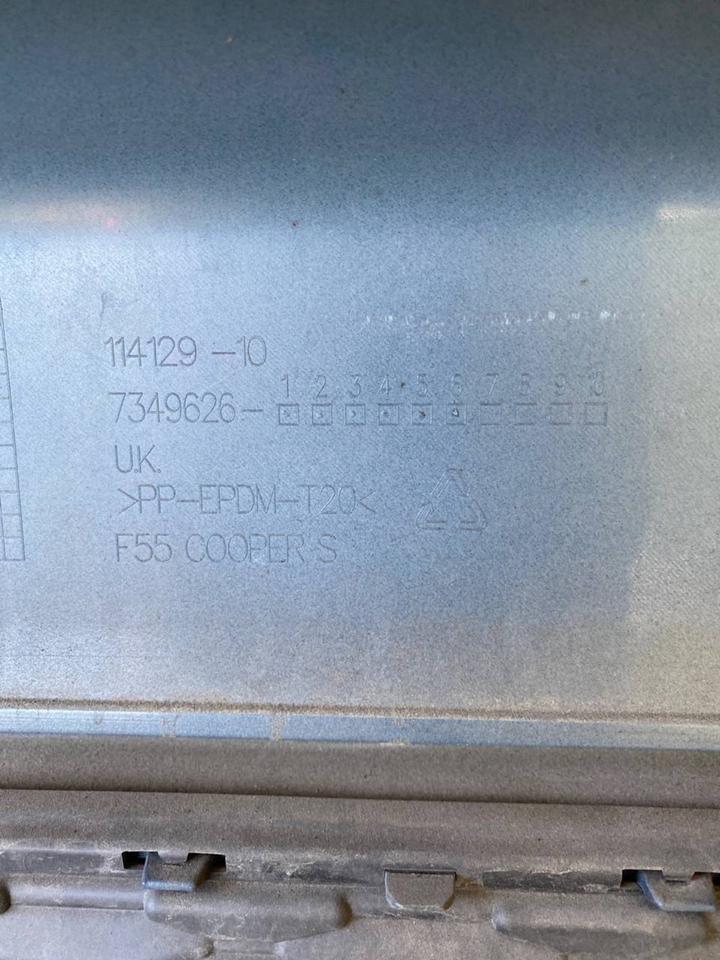 114129 -10
1 2 3 4 5 6 7 8 9 10
7349626-
U.K.
>PP-EPDM-T20<
F55 COOPER S